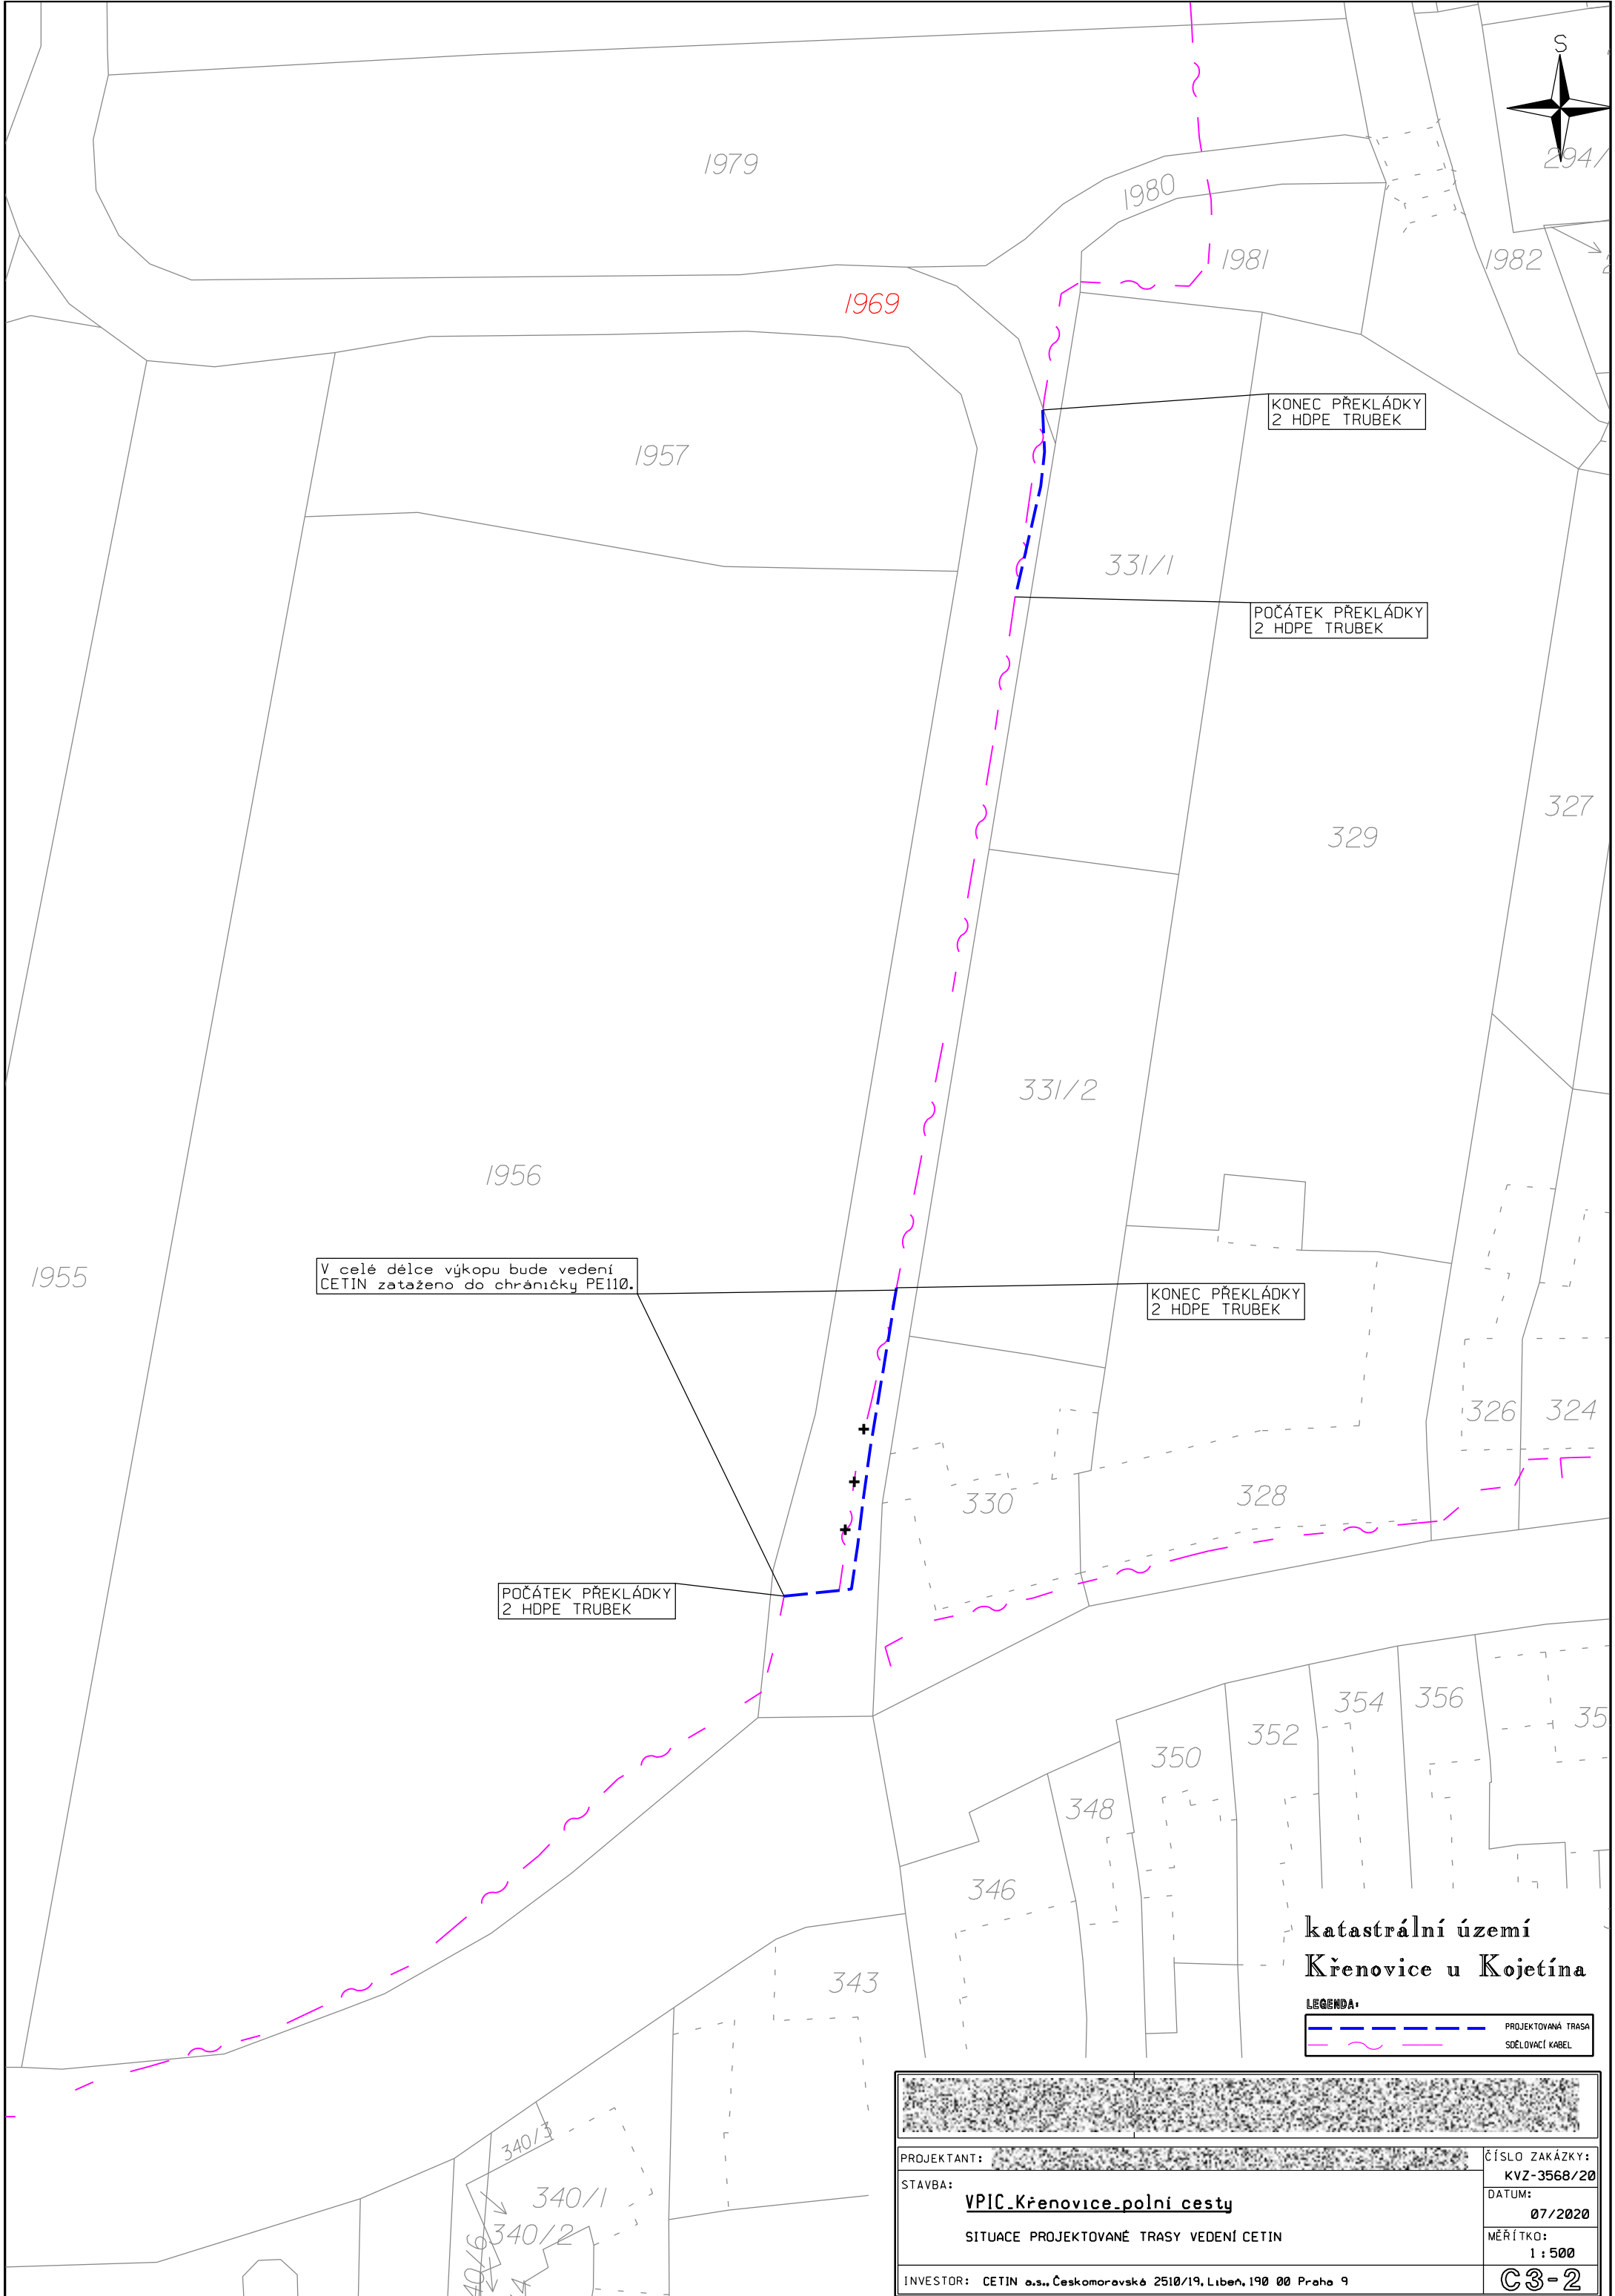 S
1979
1980
294/
1981
1982
1969
KONEC PŘEKLÁDKY
2 HDPE TRUBEK
1957
331/1
POČÁTEK PŘEKLÁDKY
2 HDPE TRUBEK
327
329
331/2
1956
1955
V celé délce výkopu bude vedení
CETIN zataženo do chráničky PE110.
KONEC PŘEKLÁDKY
2 HDPE TRUBEK
326
324
330
328
POČÁTEK PŘEKLÁDKY
2 HDPE TRUBEK
354
356
35
352
350
348
346
343
katastrální území
Křenovice u Kojetína
LEGENDA:
PROJEKTOVANÁ TRASA
SDĚLOVACÍ KABEL
340/3
340/1
340/2
40/6
PROJEKTANT:
ČÍSLO ZAKÁZKY:
KVZ-3568/20
STAVBA:
VPIC_Křenovice_polní cesty
DATUM:
07/2020
SITUACE PROJEKTOVANÉ TRASY VEDENÍ CETIN
MĚŘÍTKO:
1:500
INVESTOR: CETIN a.s., Českomoravská 2510/19, Libeň, 190 00 Praha 9
C3-2